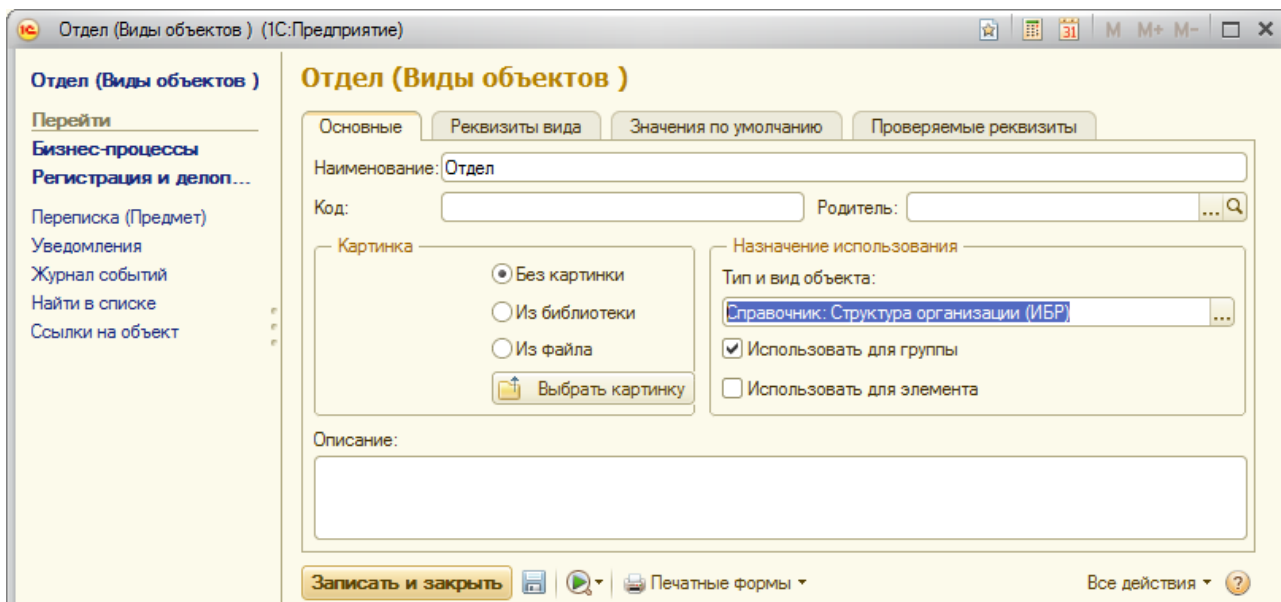 Отдел (Виды объектов ) (1С:Предприятие)
31 M M+ M-
Отдел (Виды объектов )
Перейти
Бизнес-процессы
Регистрация и делоп...
Переписка (Предмет)
Уведомления
Журнал событий
Найти в списке
Ссылки на объект
Отдел (Виды объектов )
Основные Реквизиты вида Значения по умолчанию Проверяемые реквизиты
Наименование: Отдел
Код: Родитель: ...
Картинка
Без картинки
Из библиотеки
Из файла
Выбрать картинку
Назначение использования
Тип и вид объекта:
Справочник: Структура организации (ИБР) ...
Использовать для группы
Использовать для элемента
Описание:
Записать и закрыть Печатные формы Все действия ?